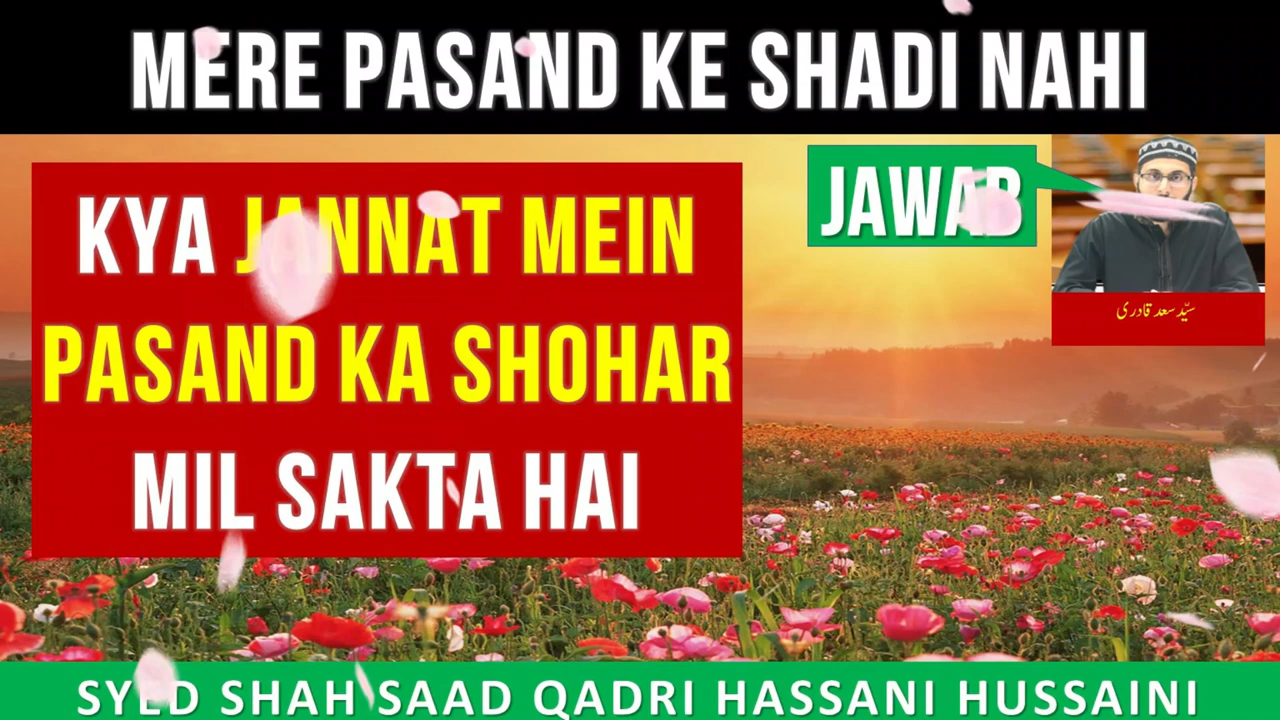 MERE PASAND KE SHADI NAHI
KYA JANNAT MEIN
PASAND KA SHOHAR
MIL SAKTA HAI
JAWAB
سیّد سعد قادری
SYED SHAH SAAD QADRI HASSANI HUSSAINI